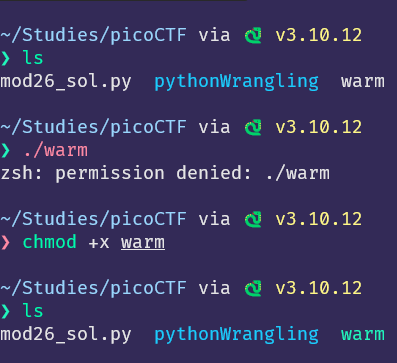 ~/Studies/picoCTF via 🐍 v3.10.12
❯ ls
mod26_sol.py pythonWrangling warm
~/Studies/picoCTF via 🐍 v3.10.12
❯ ./warm
zsh: permission denied: ./warm
~/Studies/picoCTF via 🐍 v3.10.12
❯ chmod +x warm
~/Studies/picoCTF via 🐍 v3.10.12
❯ ls
mod26_sol.py pythonWrangling warm